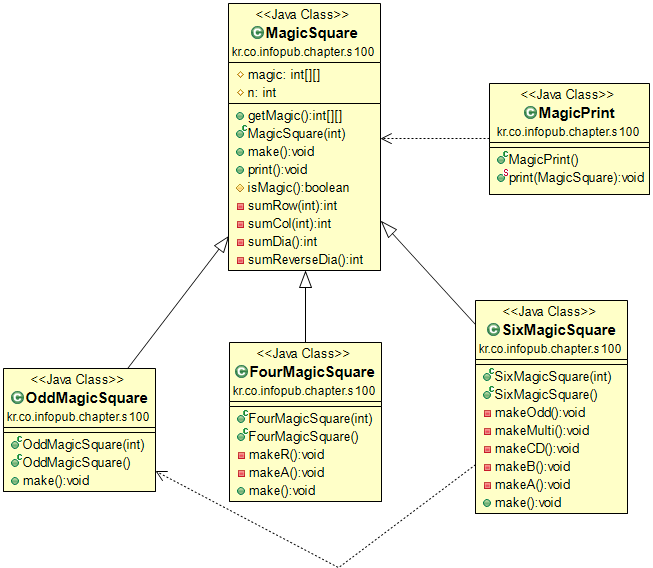 <<Java Class>>
MagicSquare
kr.co.infopub.chapter.s100
magic: int[][]
n: int
getMagic():int[][]
MagicSquare(int)
make():void
print():void
isMagic():boolean
sumRow(int):int
sumCol(int):int
sumDia():int
sumReverseDia():int
<<Java Class>>
MagicPrint
kr.co.infopub.chapter.s100
MagicPrint()
print(MagicSquare):void
<<Java Class>>
OddMagicSquare
kr.co.infopub.chapter.s100
OddMagicSquare(int)
OddMagicSquare()
make():void
<<Java Class>>
FourMagicSquare
kr.co.infopub.chapter.s100
FourMagicSquare(int)
FourMagicSquare()
makeR():void
makeA():void
make():void
<<Java Class>>
SixMagicSquare
kr.co.infopub.chapter.s100
SixMagicSquare(int)
SixMagicSquare()
makeOdd():void
makeMulti():void
makeCD():void
makeB():void
makeA():void
make():void